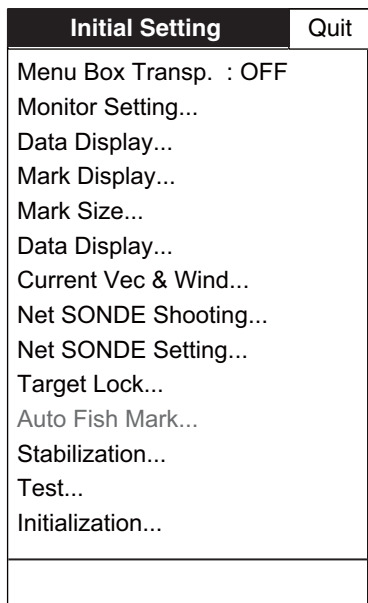 Initial Setting Quit
Menu Box Transp. : OFF
Monitor Setting...
Data Display...
Mark Display...
Mark Size...
Data Display...
Current Vec & Wind...
Net SONDE Shooting...
Net SONDE Setting...
Target Lock...
Auto Fish Mark...
Stabilization...
Test...
Initialization...